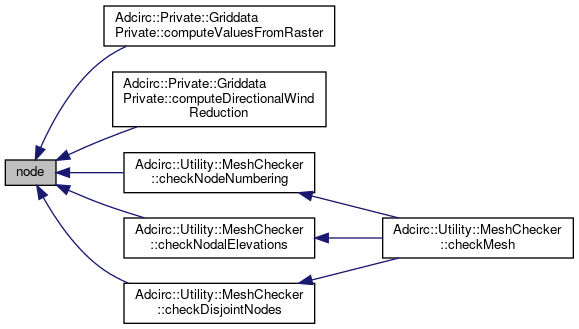 Adcirc::Private::Griddata
Private::computeValuesFromRaster
Adcirc::Private::Griddata
Private::computeDirectionalWind
Reduction
node
Adcirc::Utility::MeshChecker
::checkNodeNumbering
Adcirc::Utility::MeshChecker
::checkNodalElevations
Adcirc::Utility::MeshChecker
::checkMesh
Adcirc::Utility::MeshChecker
::checkDisjointNodes